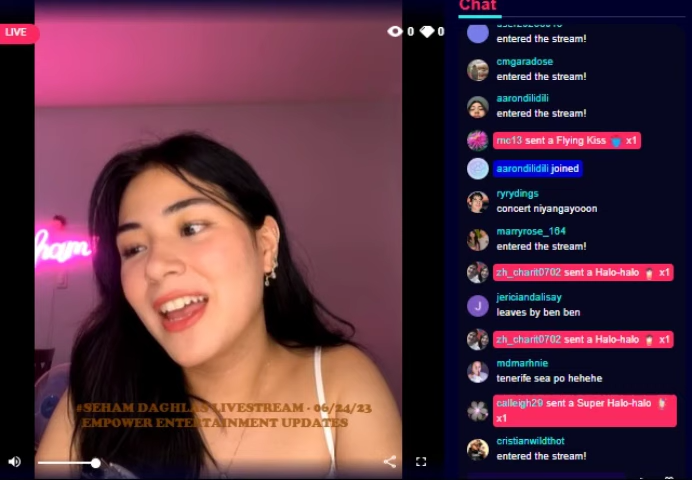 LIVE
0 0
ham
#SEHAM DAGHLAS LIVESTREAM - 06/24/23
EMPOWER ENTERTAINMENT UPDATES
Chat
entered the stream!
cmgaradose
entered the stream!
aarondilidili
entered the stream!
mc13 sent a Flying Kiss x1
aarondilidili joined
ryrydings
concert niyangayooon
marryrose_164
entered the stream!
zh_charit0702 sent a Halo-halo x1
J
jericiandalisay
leaves by ben ben
zh_charit0702 sent a Halo-halo x1
mdmarhnie
tenerife sea po hehehe
calleigh29 sent a Super Halo-halo
x1
cristianwildthot
entered the stream!